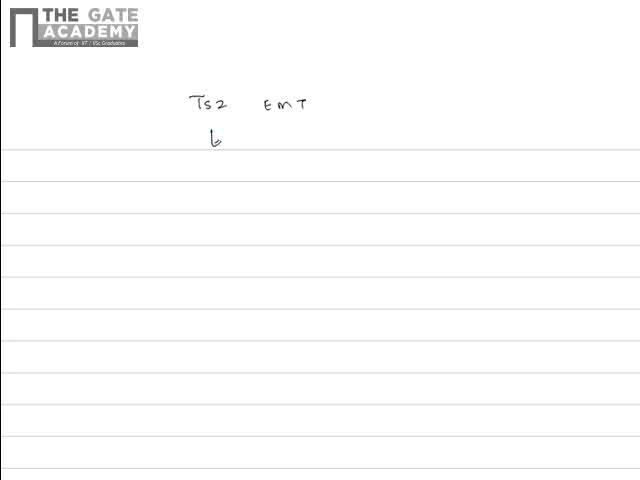 THE GATE
ACADEMY
A Forum of IIT / IISc Graduates
TS2 EMT